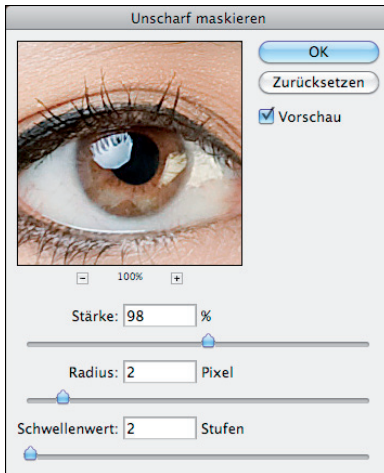 Unscharf maskieren
OK
Zurücksetzen
Vorschau
100%
Stärke: 98 %
Radius: 2 Pixel
Schwellenwert: 2 Stufen